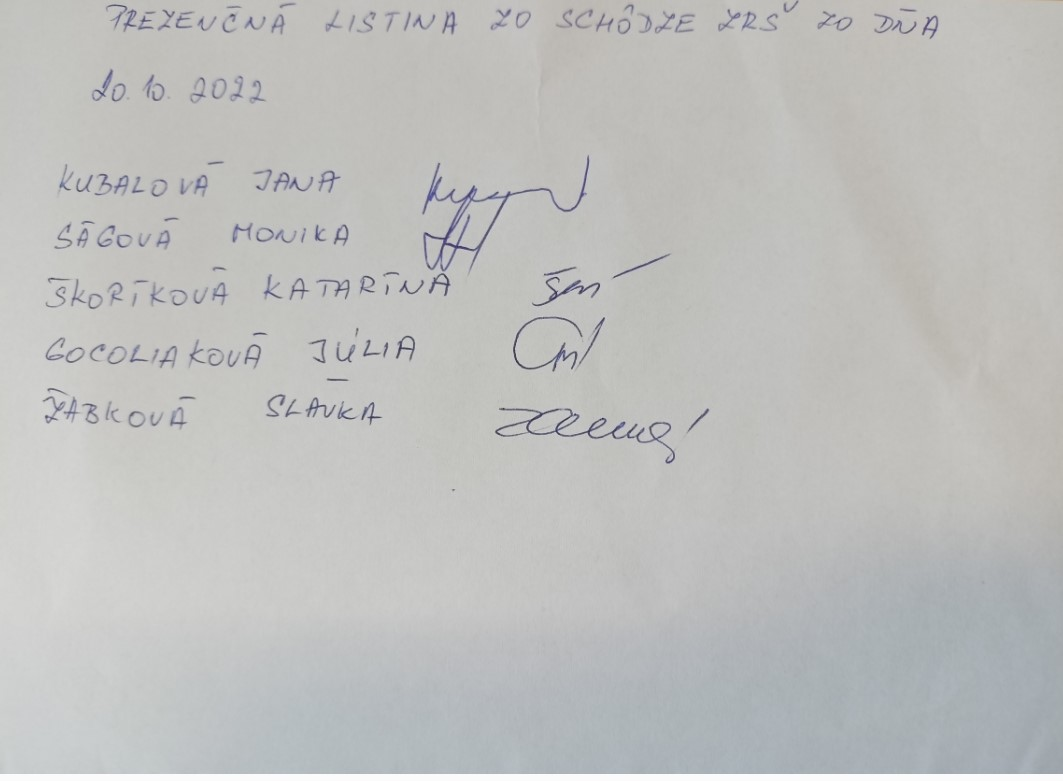 PREZENČNÁ LISTINA ZO SCHÔDZE ZRŠ ZO DŇA
20.10. 2022
KUBALOVÁ JANA
SÁGOVÁ MONIKA
ŠKORÍKOVÁ KATARÍNA
GOCOLIAKOVÁ JÚLIA
ŽABKOVÁ SLÁVKA